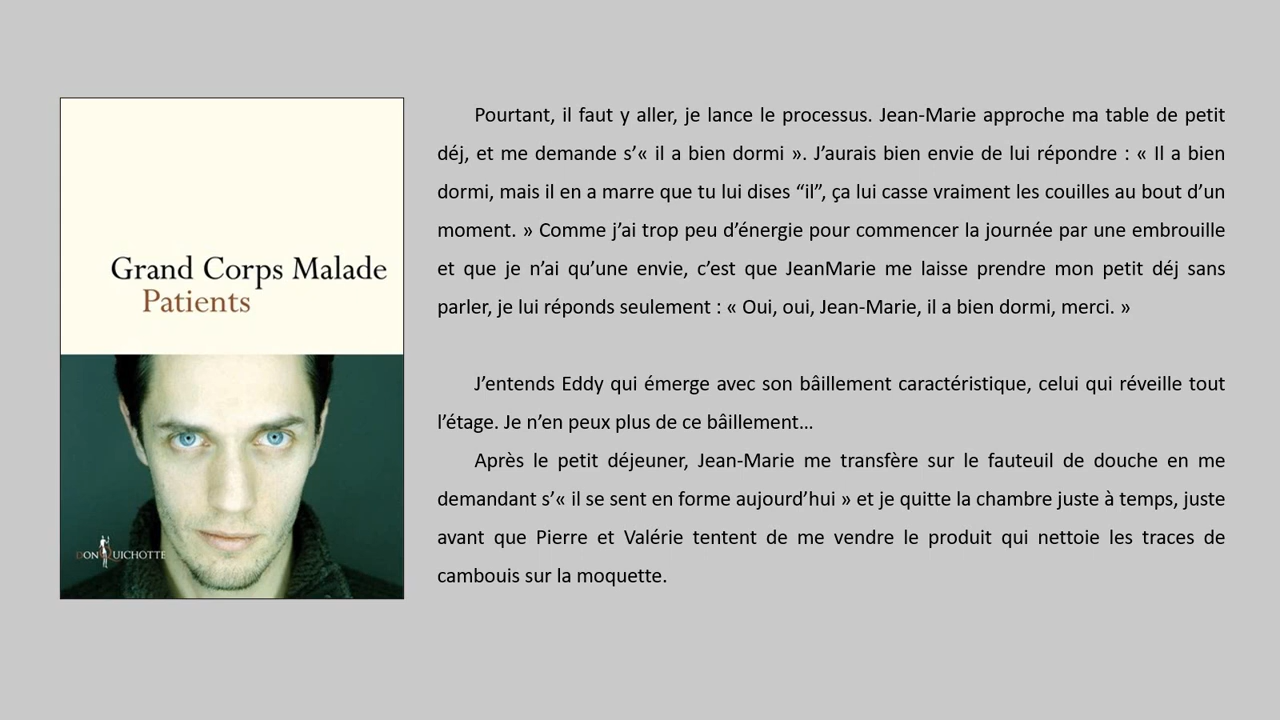 Grand Corps Malade
Patients
DON QUICHOTTE
Pourtant, il faut y aller, je lance le processus. Jean-Marie approche ma table de petit
déj, et me demande s’« il a bien dormi ». J’aurais bien envie de lui répondre : « Il a bien
dormi, mais il en a marre que tu lui dises “il”, ça lui casse vraiment les couilles au bout d’un
moment. » Comme j’ai trop peu d’énergie pour commencer la journée par une embrouille
et que je n’ai qu’une envie, c’est que JeanMarie me laisse prendre mon petit déj sans
parler, je lui réponds seulement : « Oui, oui, Jean-Marie, il a bien dormi, merci. »
J’entends Eddy qui émerge avec son bâillement caractéristique, celui qui réveille tout
l’étage. Je n’en peux plus de ce bâillement…
Après le petit déjeuner, Jean-Marie me transfère sur le fauteuil de douche en me
demandant s’« il se sent en forme aujourd’hui » et je quitte la chambre juste à temps, juste
avant que Pierre et Valérie tentent de me vendre le produit qui nettoie les traces de
cambouis sur la moquette.